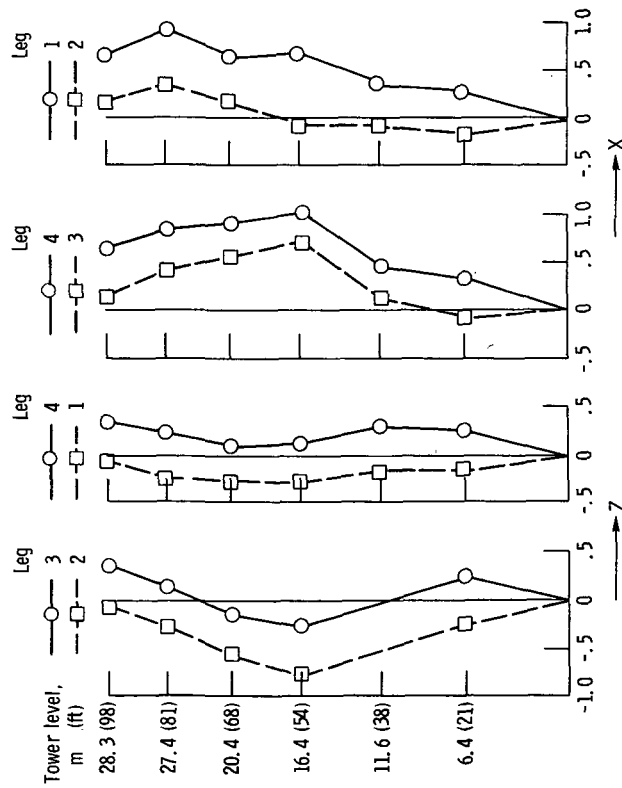 Leg Leg Leg Leg
Tower level, 3 4 4 1
m (ft) 2 1 3 2
28.3 (98)
27.4 (81)
20.4 (68)
16.4 (54)
11.6 (38)
6.4 (21)
-1.0 -.5 0 .5 -.5 0 .5 -.5 0 .5 1.0 -.5 0 .5 1.0
Z X